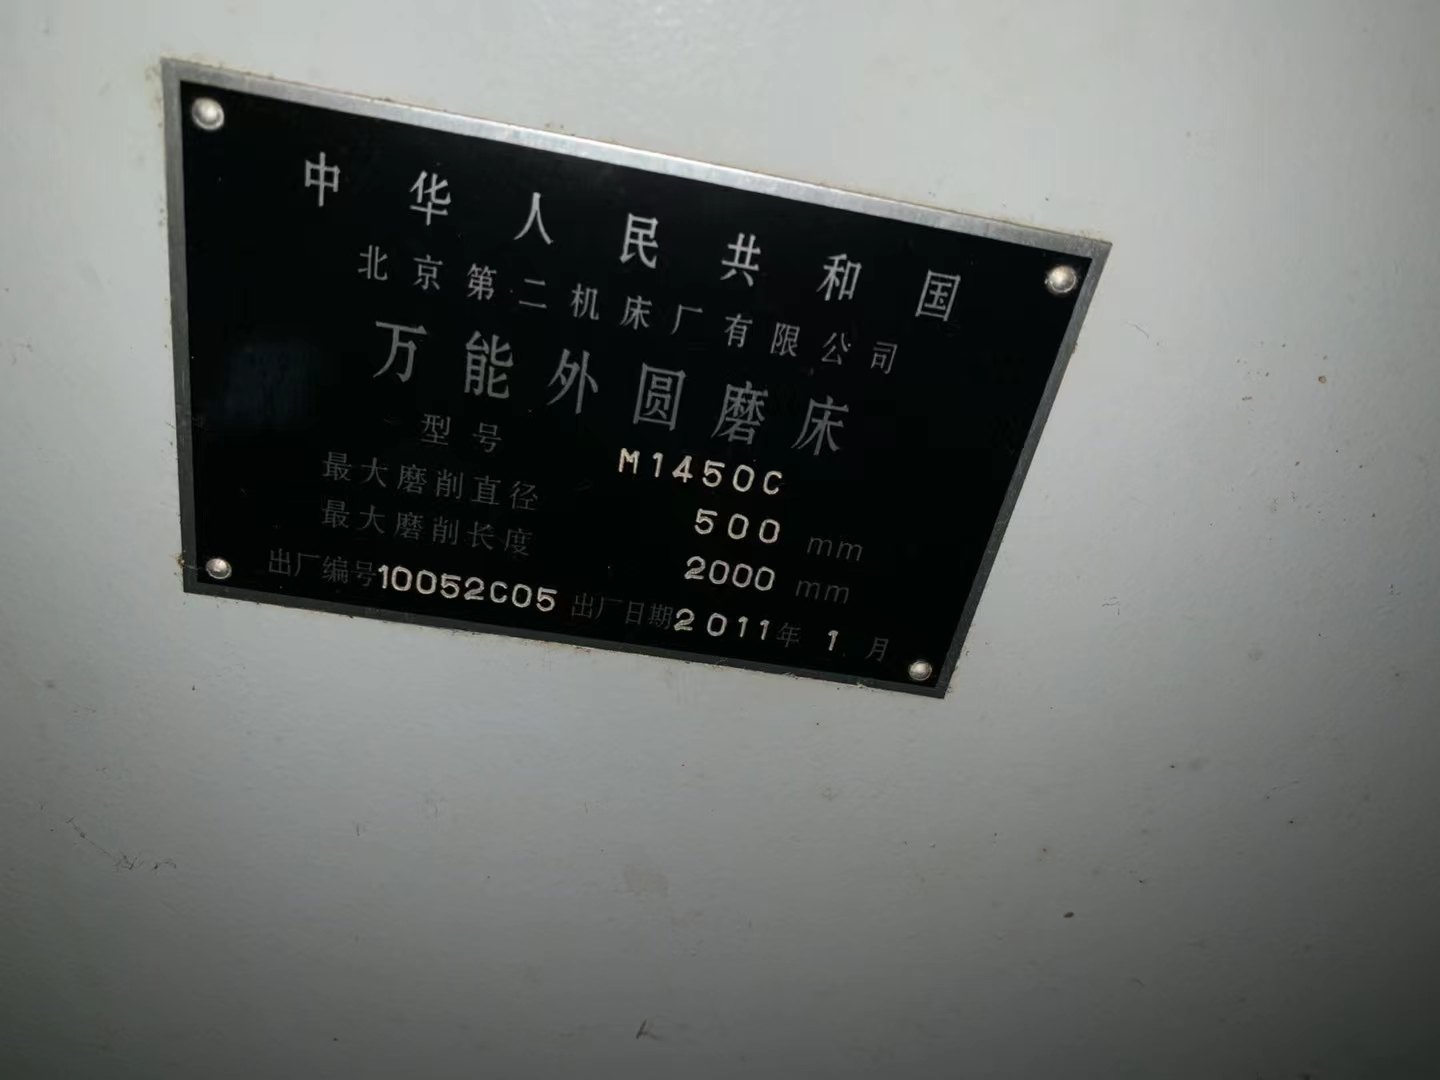 中华人民共和国
北京第二机床厂有限公司
万能外圆磨床
型号 M1450C
最大磨削直径 500 mm
最大磨削长度 2000 mm
出厂编号10052C05 出厂日期2011年1月